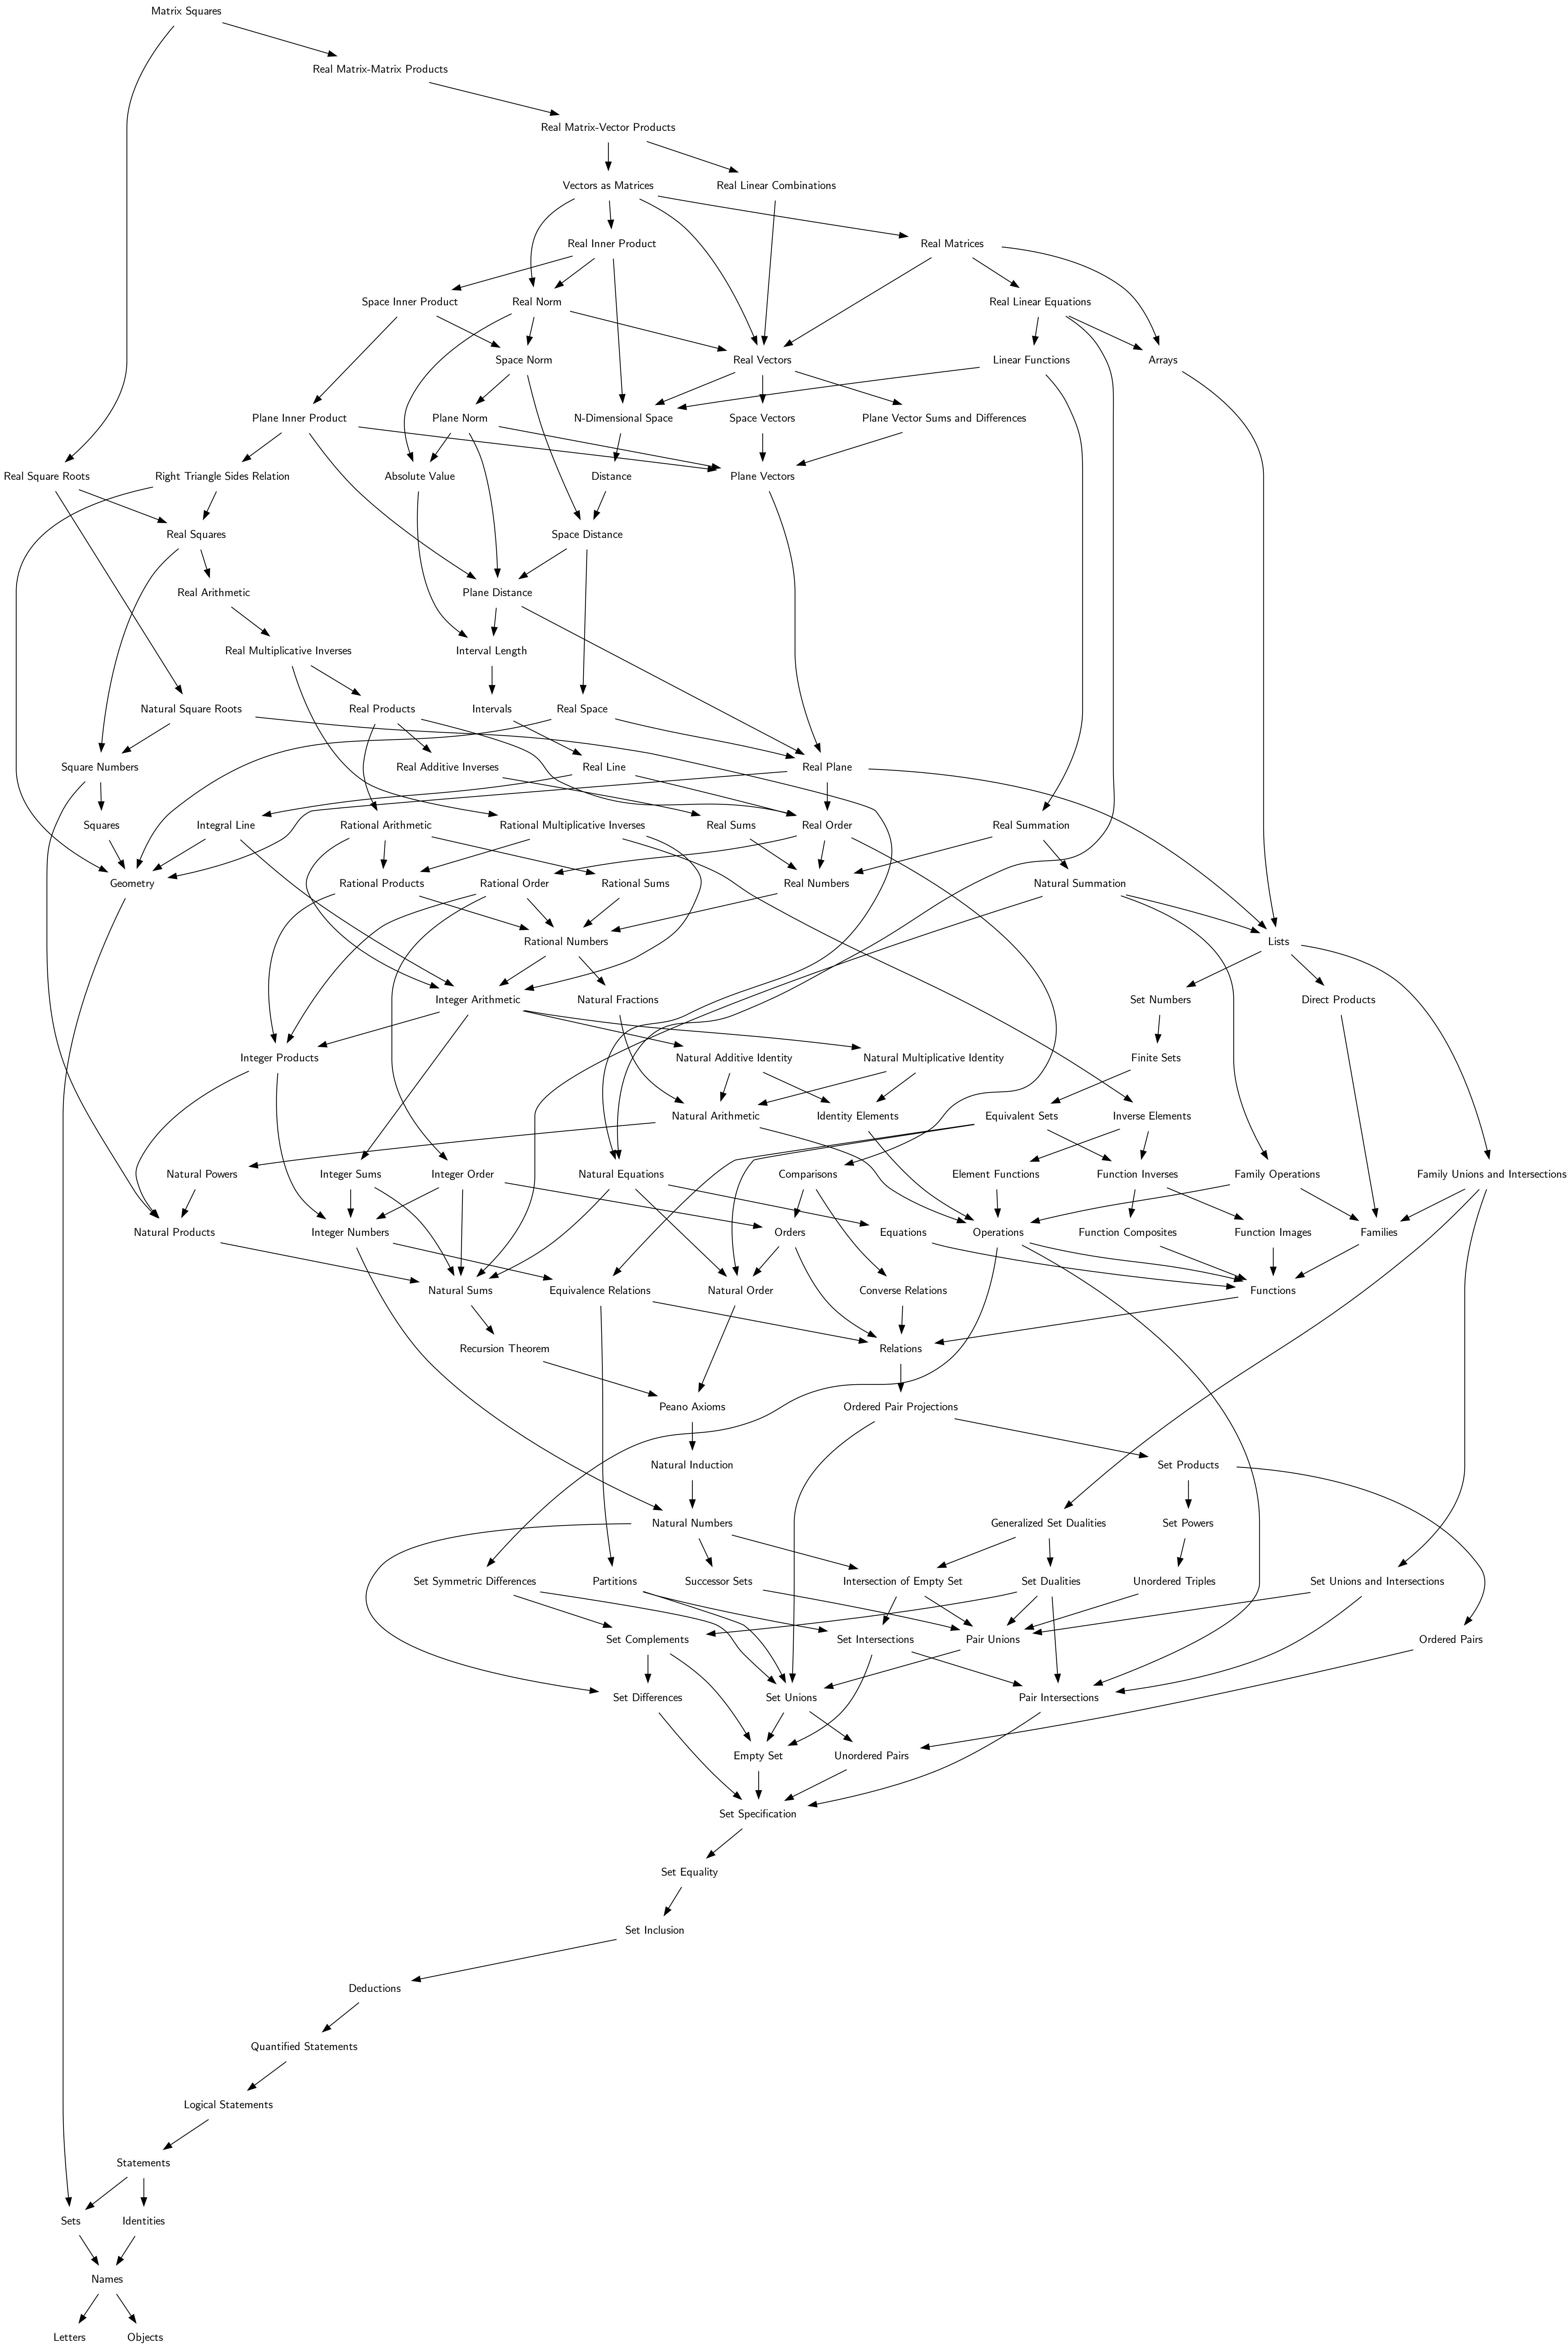 Matrix Squares
Real Matrix-Matrix Products
Real Matrix-Vector Products
Vectors as Matrices
Real Linear Combinations
Real Inner Product
Real Matrices
Space Inner Product
Real Norm
Real Linear Equations
Space Norm
Real Vectors
Linear Functions
Arrays
Plane Inner Product
Plane Norm
N-Dimensional Space
Space Vectors
Plane Vector Sums and Differences
Real Square Roots
Right Triangle Sides Relation
Absolute Value
Distance
Plane Vectors
Real Squares
Space Distance
Real Arithmetic
Plane Distance
Real Multiplicative Inverses
Interval Length
Natural Square Roots
Real Products
Intervals
Real Space
Square Numbers
Real Additive Inverses
Real Line
Real Plane
Squares
Integral Line
Rational Arithmetic
Rational Multiplicative Inverses
Real Sums
Real Order
Real Summation
Geometry
Rational Products
Rational Order
Rational Sums
Real Numbers
Natural Summation
Rational Numbers
Lists
Integer Arithmetic
Natural Fractions
Set Numbers
Direct Products
Integer Products
Natural Additive Identity
Natural Multiplicative Identity
Finite Sets
Natural Arithmetic
Identity Elements
Equivalent Sets
Inverse Elements
Natural Powers
Integer Sums
Integer Order
Natural Equations
Comparisons
Element Functions
Function Inverses
Family Operations
Family Unions and Intersections
Natural Products
Integer Numbers
Orders
Equations
Operations
Function Composites
Function Images
Families
Natural Sums
Equivalence Relations
Natural Order
Converse Relations
Functions
Recursion Theorem
Relations
Peano Axioms
Ordered Pair Projections
Natural Induction
Set Products
Natural Numbers
Generalized Set Dualities
Set Powers
Set Symmetric Differences
Partitions
Successor Sets
Intersection of Empty Set
Set Dualities
Unordered Triples
Set Unions and Intersections
Set Complements
Set Intersections
Pair Unions
Ordered Pairs
Set Differences
Set Unions
Pair Intersections
Empty Set
Unordered Pairs
Set Specification
Set Equality
Set Inclusion
Deductions
Quantified Statements
Logical Statements
Statements
Sets
Identities
Names
Letters
Objects